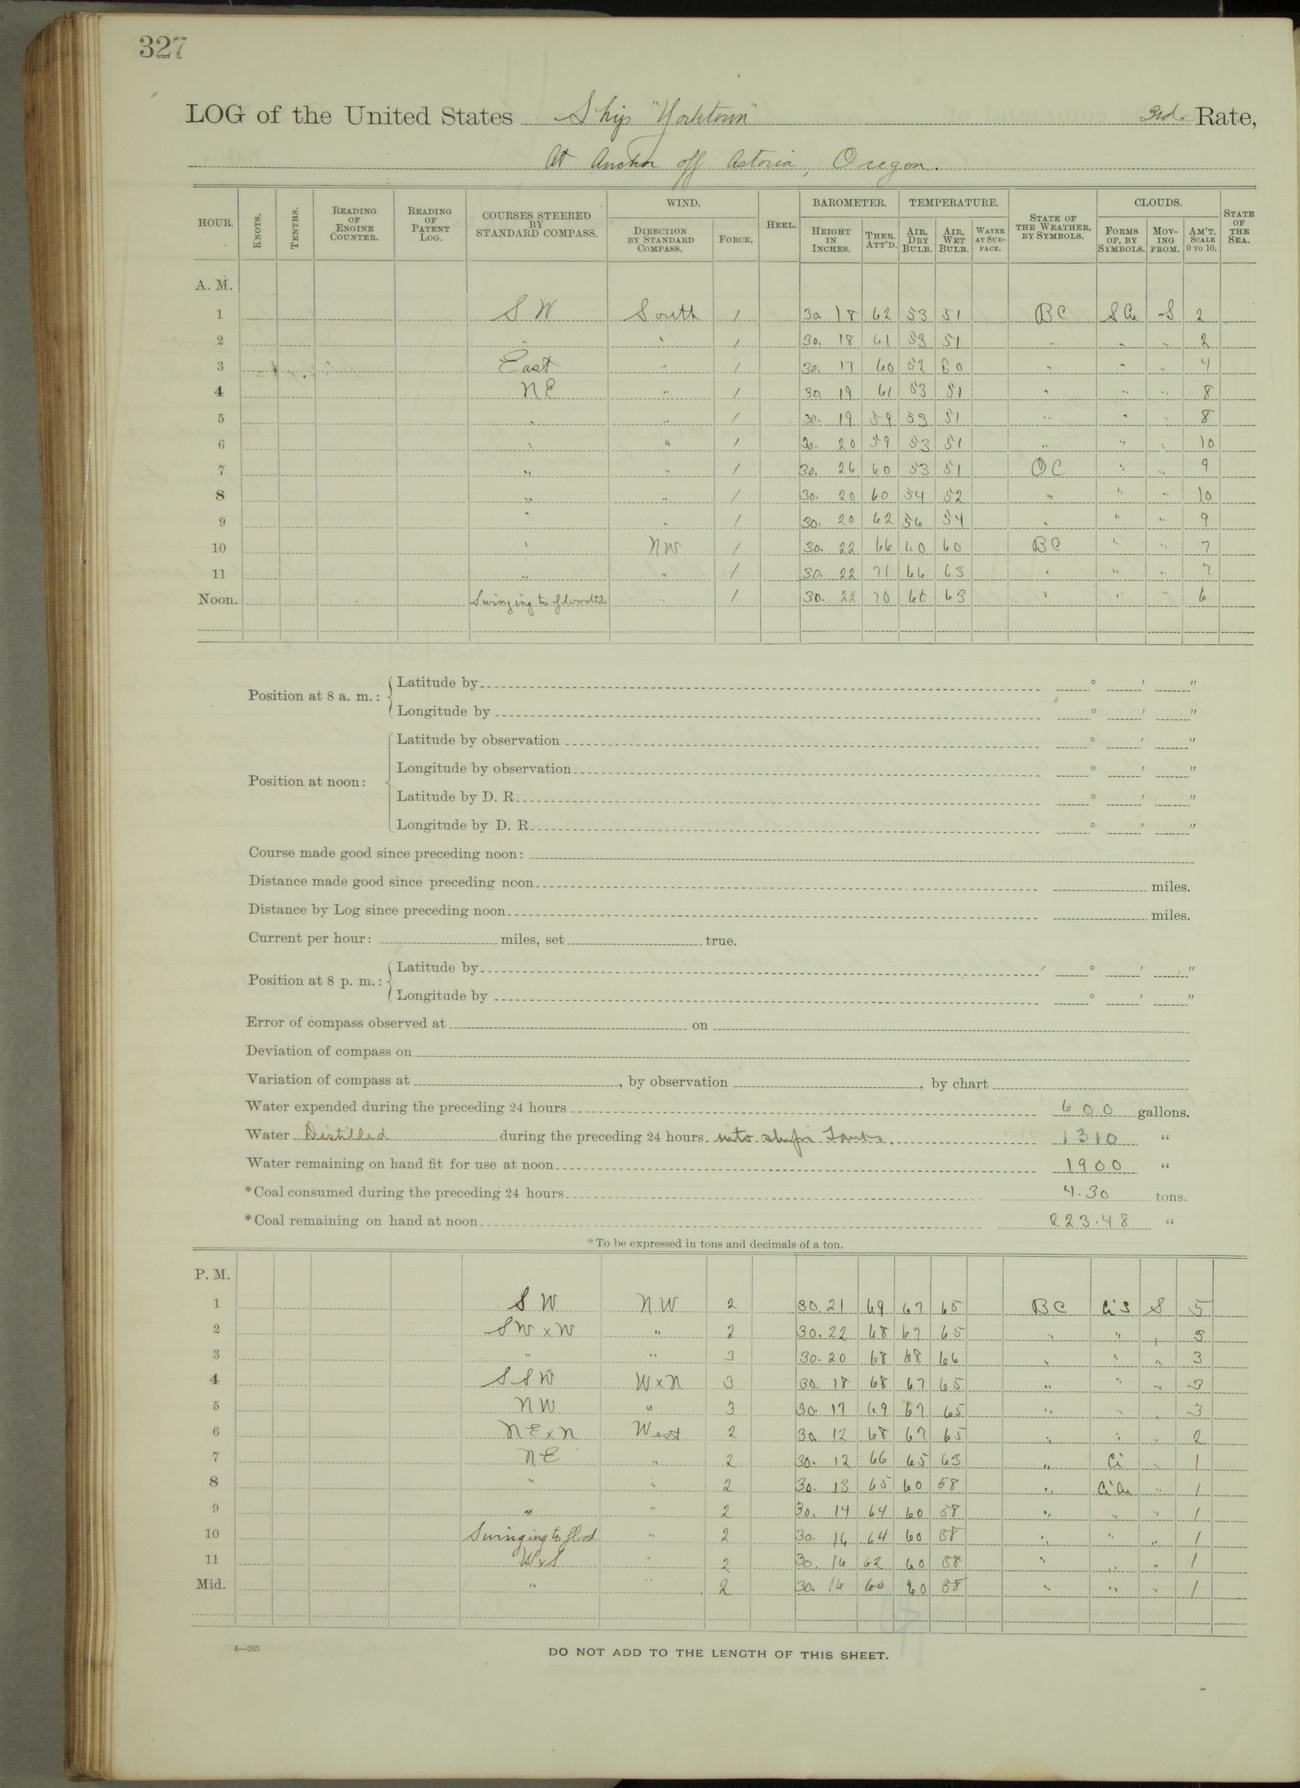 327
LOG of the United States Ship "Yorktown" 3rd. Rate,
At Anchor off Astoria, Oregon.
HOUR. KNOTS. TENTHS. READING OF ENGINE COUNTER. READING OF PATENT LOG. COURSES STEERED BY STANDARD COMPASS. WIND. DIRECTION BY STANDARD COMPASS. FORCE. HEEL. BAROMETER. HEIGHT IN INCHES. THER. ATT'D. TEMPERATURE. AIR, DRY BULB. AIR, WET BULB. WATER AT SURFACE. STATE OF THE WEATHER, BY SYMBOLS. CLOUDS. FORMS OF, BY SYMBOLS. MOVING FROM. AM'T. SCALE 0 TO 10. STATE OF THE SEA.
A. M.
1 SW South 1 30 18 62 53 51 BC S Cu S 2
2 " " 1 30. 18 61 53 51 " " " 2
3 East " 1 30. 17 60 52 50 " " " 4
4 NE " 1 30. 19 61 53 51 " " " 8
5 " " 1 30. 19 59 53 51 " " " 8
6 " " 1 30. 20 59 53 51 " " " 10
7 " " 1 30. 26 60 53 51 OC " " 9
8 " " 1 30. 20 60 54 52 " " " 10
9 " " 1 30. 20 62 56 54 " " " 9
10 " NW 1 30. 22 66 60 60 BC " " 7
11 " " 1 30. 22 71 66 63 " " " 7
Noon. Swinging to flood tide " 1 30. 22 70 66 63 " " " 6
Position at 8 a. m.: Latitude by ° ′ ″
Longitude by ° ′ ″
Position at noon: Latitude by observation ° ′ ″
Longitude by observation ° ′ ″
Latitude by D. R. ° ′ ″
Longitude by D. R. ° ′ ″
Course made good since preceding noon:
Distance made good since preceding noon miles.
Distance by Log since preceding noon miles.
Current per hour: miles, set true.
Position at 8 p. m.: Latitude by ° ′ ″
Longitude by ° ′ ″
Error of compass observed at on
Deviation of compass on
Variation of compass at , by observation , by chart
Water expended during the preceding 24 hours 600 gallons.
Water Distilled during the preceding 24 hours into ship's Tanks. 1310 "
Water remaining on hand fit for use at noon 1900 "
*Coal consumed during the preceding 24 hours 4.30 tons.
*Coal remaining on hand at noon 223.48 "
*To be expressed in tons and decimals of a ton.
P. M.
1 SW NW 2 30. 21 69 67 65 BC Ci S S 5
2 SW x W " 2 30. 22 68 67 65 " " " 3
3 " " 3 30. 20 68 68 66 " " " 3
4 SSW W x N 3 30. 18 68 67 65 " " " 3
5 NW " 3 30. 17 69 67 65 " " " 3
6 NE x N West 2 30. 12 68 67 65 " " " 2
7 NE " 2 30. 12 66 65 63 " Ci " 1
8 " " 2 30. 13 65 60 58 " Ci Cu " 1
9 " " 2 30. 14 64 60 58 " " " 1
10 Swinging to flood " 2 30. 14 64 60 58 " " " 1
11 W x S " 2 30. 16 62 60 58 " " " 1
Mid. " " 2 30. 16 60 60 58 " " " 1
4—265
DO NOT ADD TO THE LENGTH OF THIS SHEET.